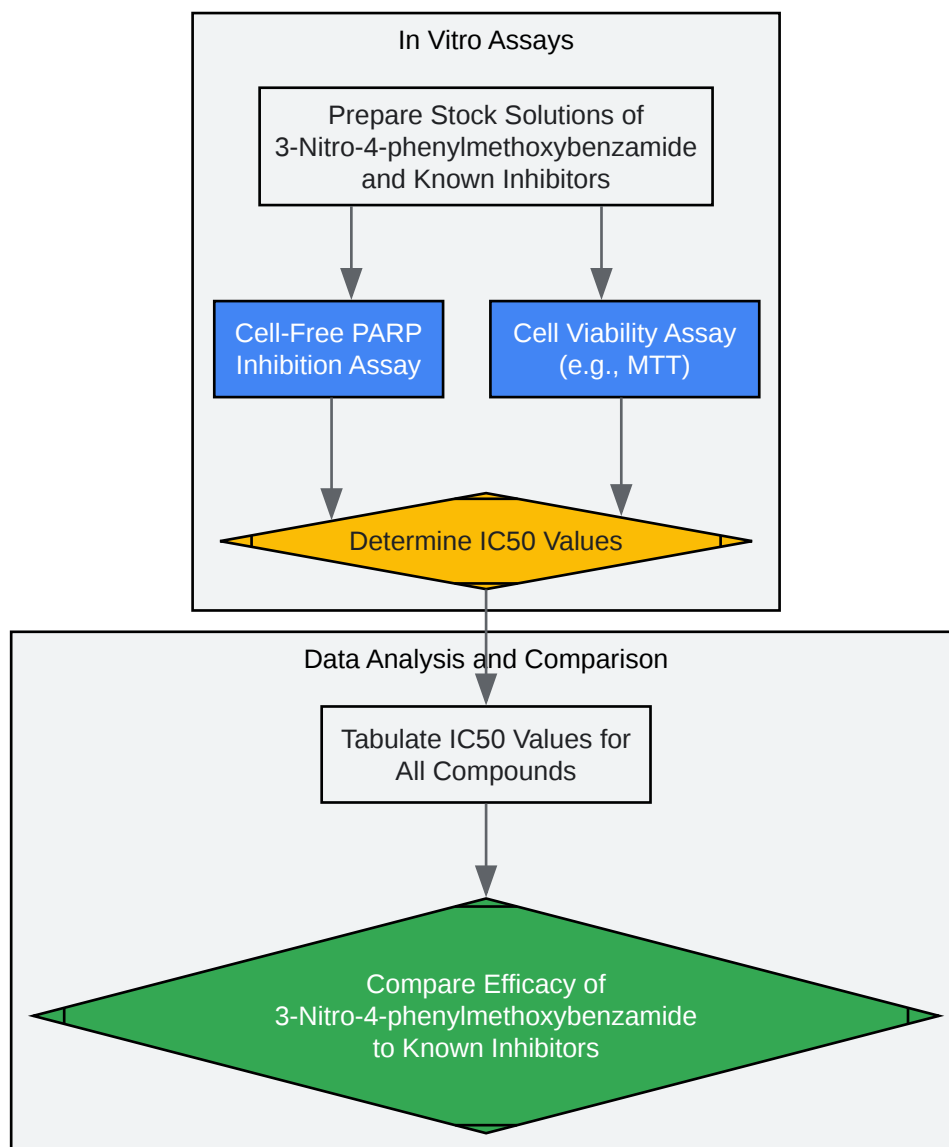 In Vitro Assays
Prepare Stock Solutions of
3-Nitro-4-phenylmethoxybenzamide
and Known Inhibitors
Cell-Free PARP
Inhibition Assay
Cell Viability Assay
(e.g., MTT)
Determine IC50 Values
Data Analysis and Comparison
Tabulate IC50 Values for
All Compounds
Compare Efficacy of
3-Nitro-4-phenylmethoxybenzamide
to Known Inhibitors